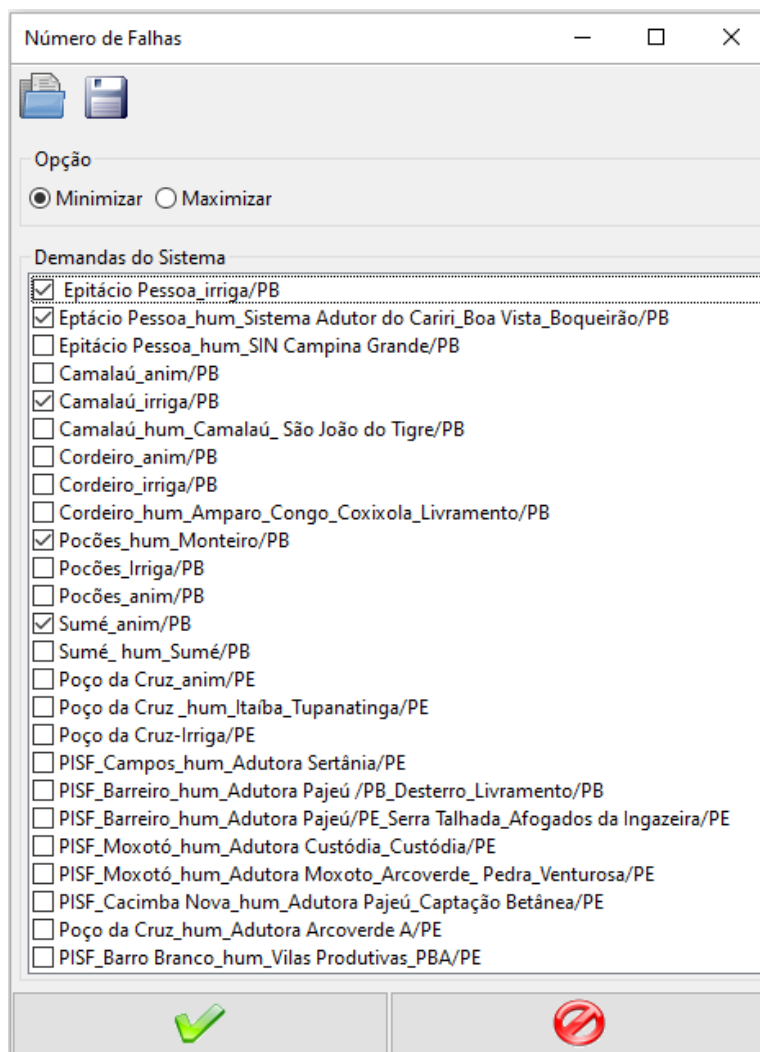 Número de Falhas
Opção
Minimizar Maximizar
Demandas do Sistema
Epitácio Pessoa_irriga/PB
Eptácio Pessoa_hum_Sistema Adutor do Cariri_Boa Vista_Boqueirão/PB
Epitácio Pessoa_hum_SIN Campina Grande/PB
Camalaú_anim/PB
Camalaú_irriga/PB
Camalaú_hum_Camalaú_ São João do Tigre/PB
Cordeiro_anim/PB
Cordeiro_irriga/PB
Cordeiro_hum_Amparo_Congo_Coxixola_Livramento/PB
Pocões_hum_Monteiro/PB
Pocões_Irriga/PB
Pocões_anim/PB
Sumé_anim/PB
Sumé_ hum_Sumé/PB
Poço da Cruz_anim/PE
Poço da Cruz _hum_Itaíba_Tupanatinga/PE
Poço da Cruz-Irriga/PE
PISF_Campos_hum_Adutora Sertânia/PE
PISF_Barreiro_hum_Adutora Pajeú /PB_Desterro_Livramento/PB
PISF_Barreiro_hum_Adutora Pajeú/PE_Serra Talhada_Afogados da Ingazeira/PE
PISF_Moxotó_hum_Adutora Custódia_Custódia/PE
PISF_Moxotó_hum_Adutora Moxoto_Arcoverde_ Pedra_Venturosa/PE
PISF_Cacimba Nova_hum_Adutora Pajeú_Captação Betânea/PE
Poço da Cruz_hum_Adutora Arcoverde A/PE
PISF_Barro Branco_hum_Vilas Produtivas_PBA/PE